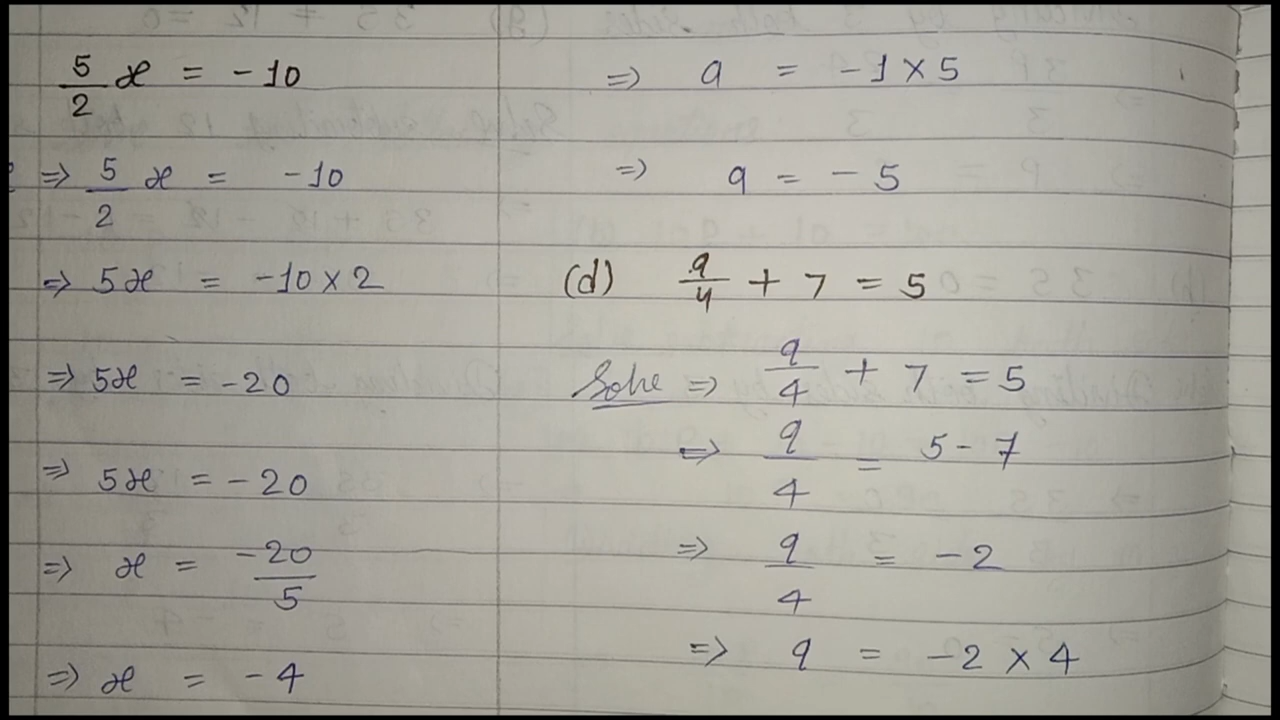 5/2 x = -10
⇒ 5/2 x = -10
⇒ 5x = -10 × 2
⇒ 5x = -20
⇒ 5x = -20
⇒ x = -20/5
⇒ x = -4
⇒ a = -1 × 5
⇒ a = -5
(d) q/4 + 7 = 5
Solve ⇒ q/4 + 7 = 5
⇒ q/4 = 5 - 7
⇒ q/4 = -2
⇒ q = -2 × 4